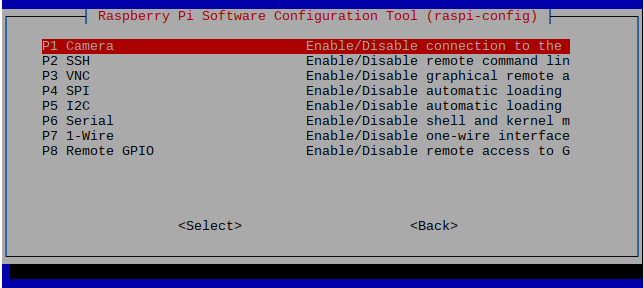 Raspberry Pi Software Configuration Tool (raspi-config)
P1 Camera Enable/Disable connection to the
P2 SSH Enable/Disable remote command lin
P3 VNC Enable/Disable graphical remote a
P4 SPI Enable/Disable automatic loading
P5 I2C Enable/Disable automatic loading
P6 Serial Enable/Disable shell and kernel m
P7 1-Wire Enable/Disable one-wire interface
P8 Remote GPIO Enable/Disable remote access to G
<Select> <Back>